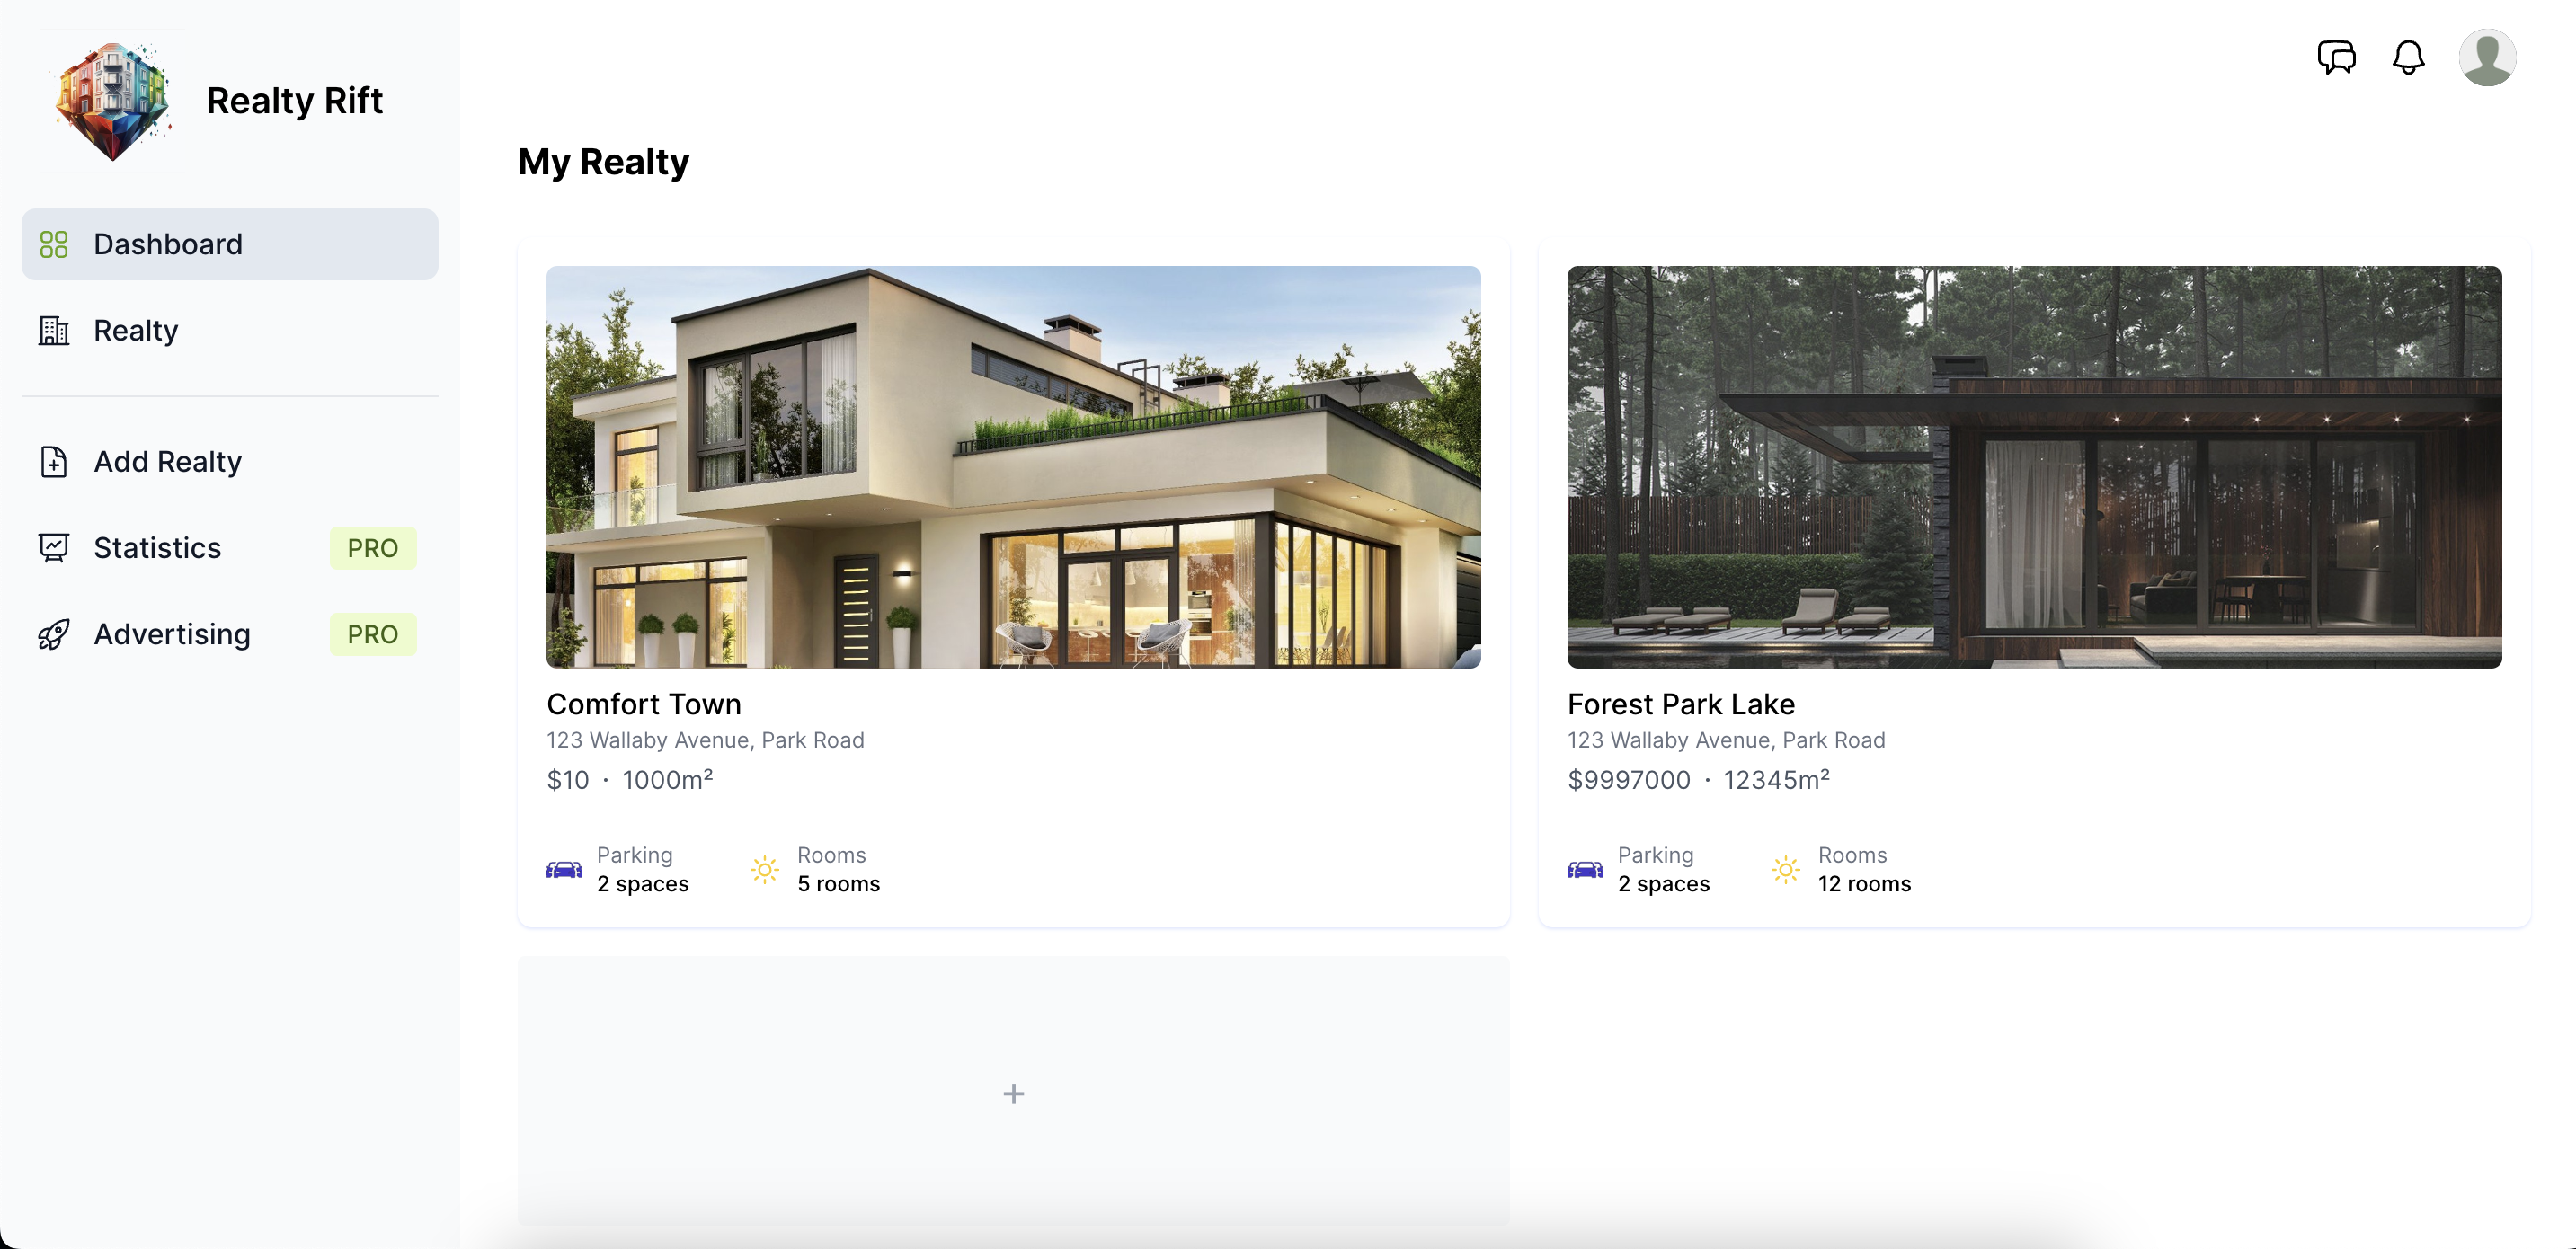 Realty Rift
Dashboard
Realty
Add Realty
Statistics PRO
Advertising PRO
My Realty
Comfort Town
123 Wallaby Avenue, Park Road
$10 · 1000m²
Parking
2 spaces
Rooms
5 rooms
Forest Park Lake
123 Wallaby Avenue, Park Road
$9997000 · 12345m²
Parking
2 spaces
Rooms
12 rooms
+